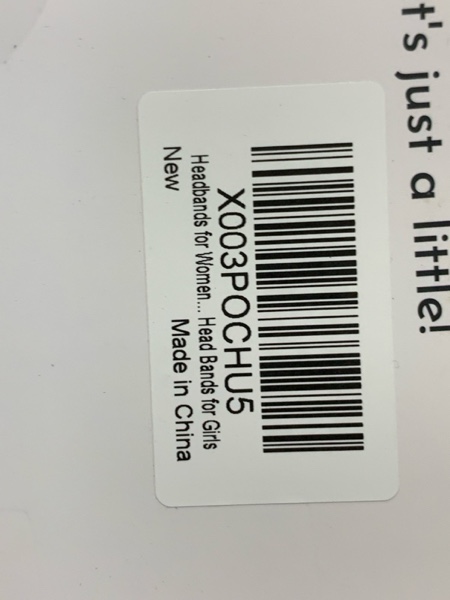 t's just a little!
X003POCHU5
Headbands for Women... Head Bands for Girls
New
Made in China